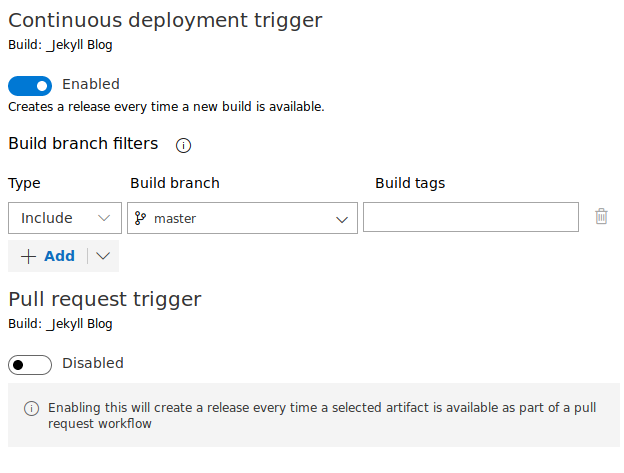 Continuous deployment trigger
Build: _Jekyll Blog
Enabled
Creates a release every time a new build is available.
Build branch filters
Type Build branch Build tags
Include master
Add
Pull request trigger
Build: _Jekyll Blog
Disabled
Enabling this will create a release every time a selected artifact is available as part of a pull
request workflow